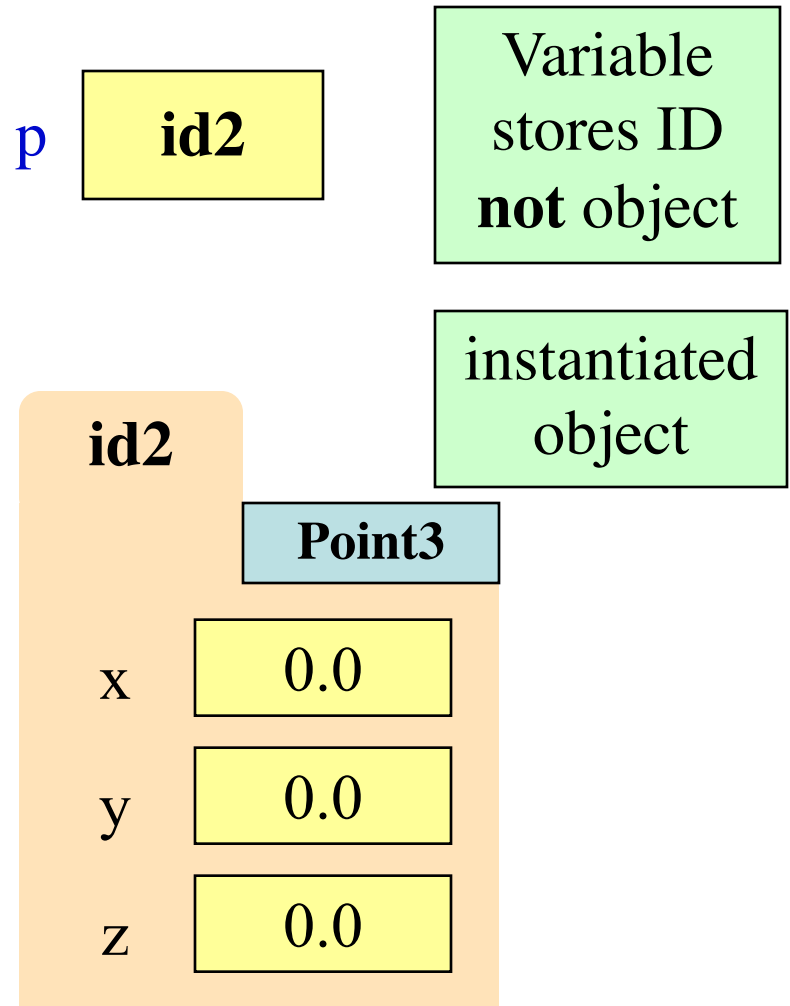 p
id2
Variable
stores ID
not object
instantiated
object
id2
Point3
x
0.0
y
0.0
z
0.0